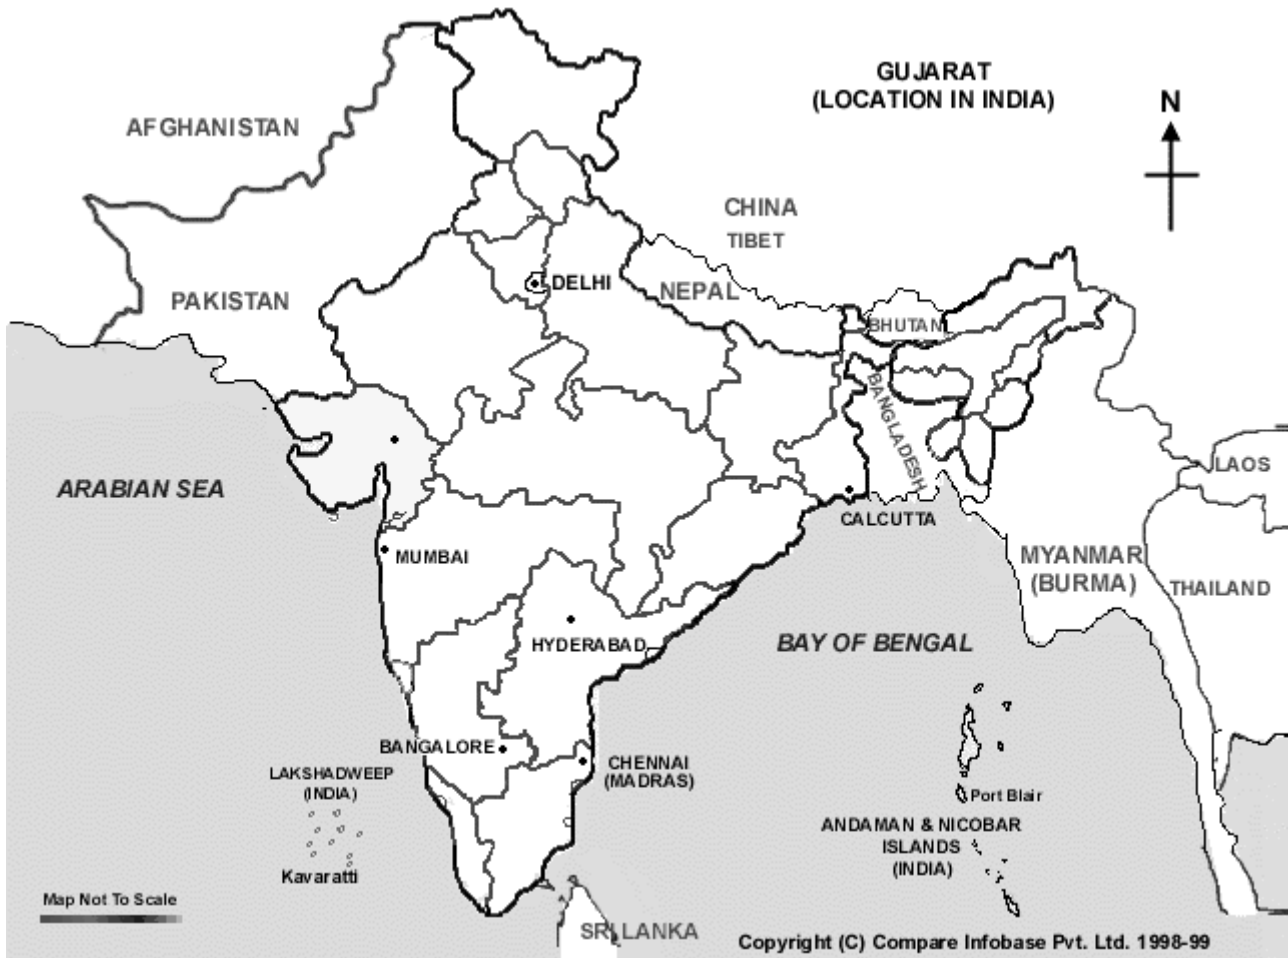 GUJARAT
(LOCATION IN INDIA)
N
AFGHANISTAN
CHINA
TIBET
PAKISTAN
DELHI
NEPAL
BHUTAN
BANGLADESH
LAOS
ARABIAN SEA
CALCUTTA
MUMBAI
MYANMAR
(BURMA)
THAILAND
HYDERABAD
BAY OF BENGAL
BANGALORE
CHENNAI
(MADRAS)
LAKSHADWEEP
(INDIA)
Kavaratti
Port Blair
ANDAMAN & NICOBAR
ISLANDS
(INDIA)
Map Not To Scale
SRI LANKA
Copyright (C) Compare Infobase Pvt. Ltd. 1998-99